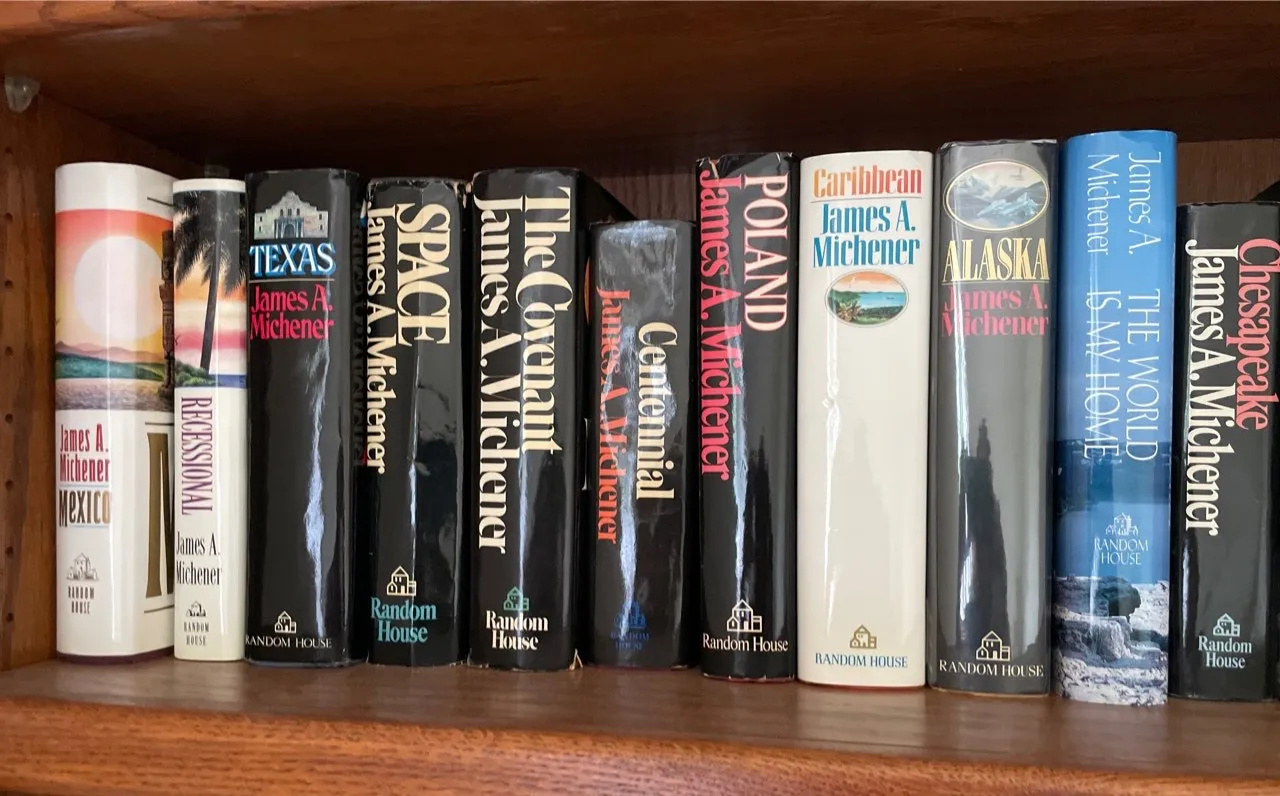 James A.
Michener
MEXICO
RANDOM
HOUSE
RECESSIONAL
James A.
Michener
RANDOM
HOUSE
TEXAS
James A.
Michener
RANDOM HOUSE
SPACE
James A. Michener
Random
House
The Covenant
James A. Michener
Random
House
Centennial
James A. Michener
RANDOM
HOUSE
POLAND
James A. Michener
Random House
Caribbean
James A.
Michener
RANDOM HOUSE
ALASKA
James A.
Michener
RANDOM HOUSE
James A.
Michener
THE WORLD
IS MY HOME
RANDOM
HOUSE
Chesapeake
James A. Michener
Random
House